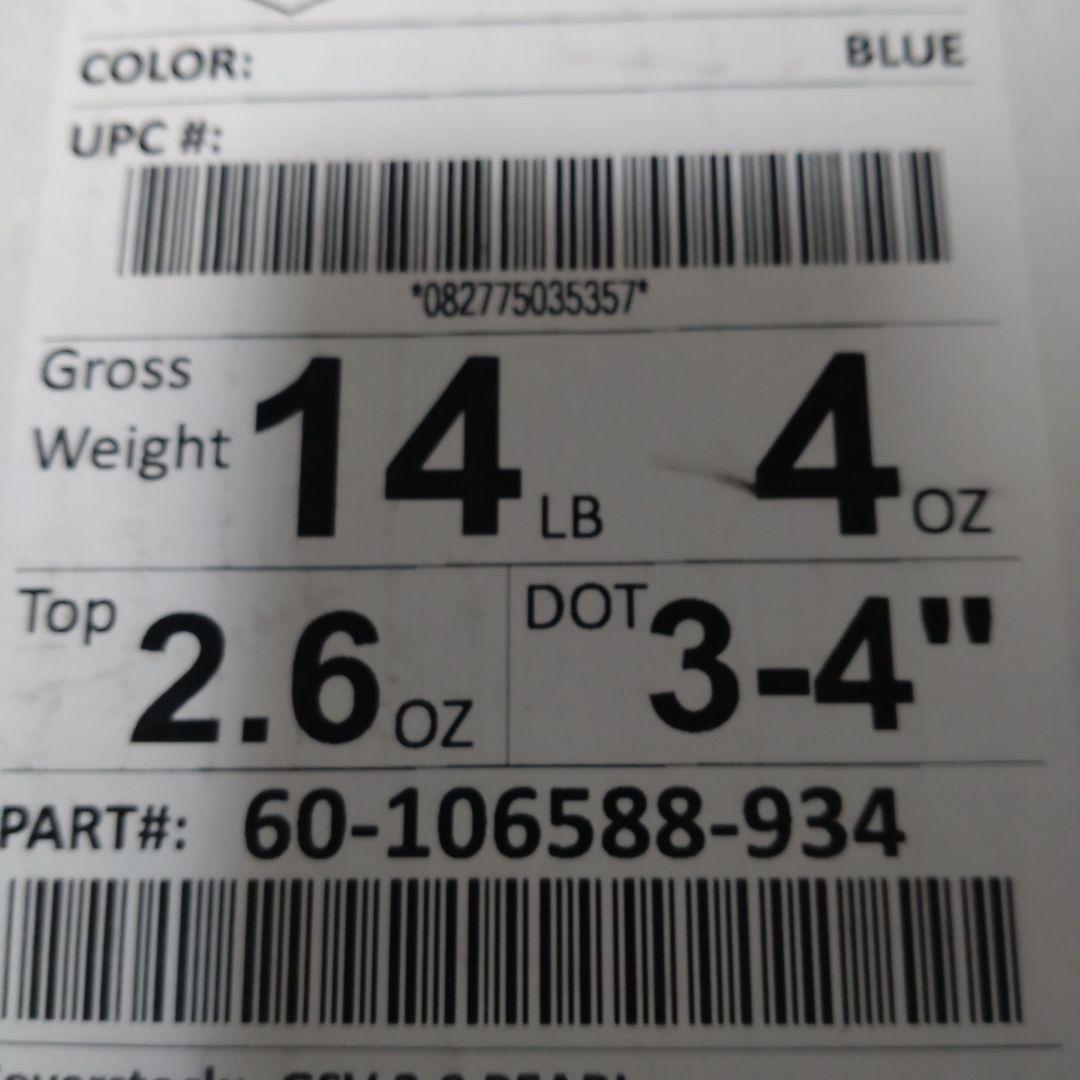 COLOR: BLUE
UPC #:
*082775035357*
Gross Weight 14 LB 4 OZ
Top 2.6 OZ DOT 3-4"
PART#: 60-106588-934